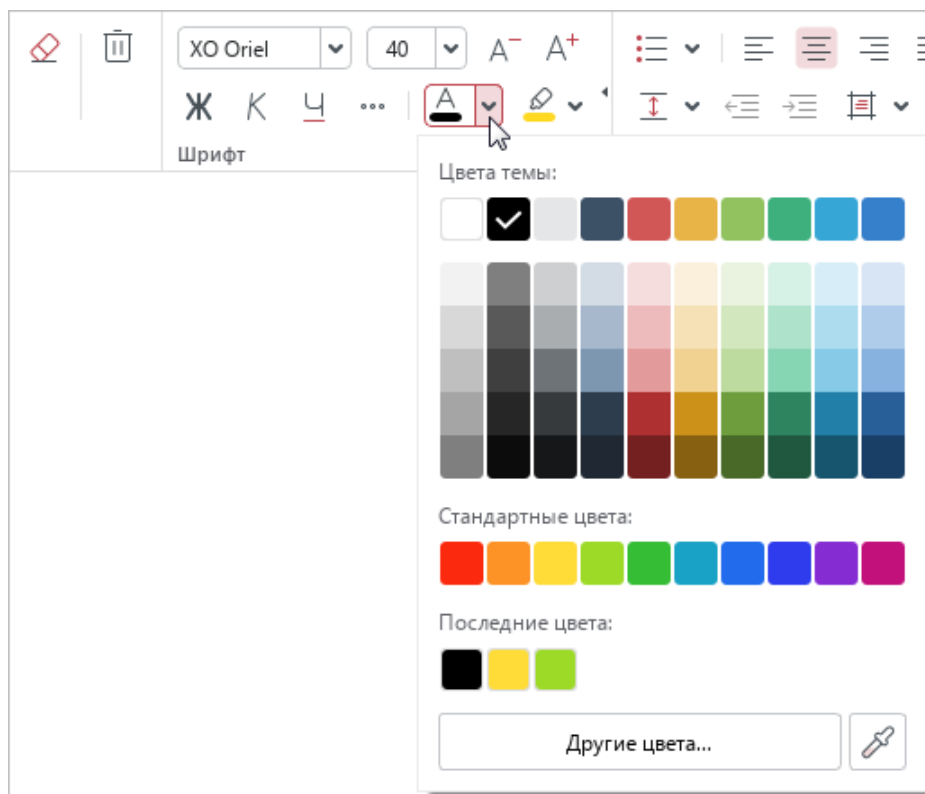 XO Oriel
40
A⁻ A⁺
Ж К Ч ... A
Шрифт
Цвета темы:
Стандартные цвета:
Последние цвета:
Другие цвета...